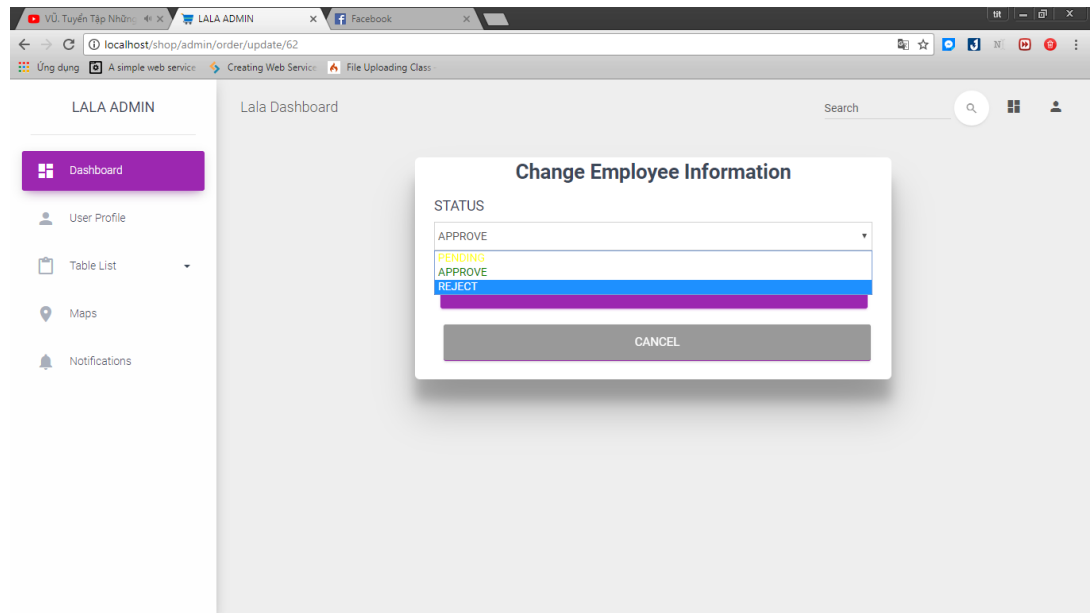 VŨ. Tuyển Tập Những
LALA ADMIN
Facebook
tit
localhost/shop/admin/order/update/62
Ứng dụng
A simple web service
Creating Web Service
File Uploading Class
LALA ADMIN
Lala Dashboard
Search
Dashboard
User Profile
Table List
Maps
Notifications
Change Employee Information
STATUS
APPROVE
PENDING
APPROVE
REJECT
CANCEL